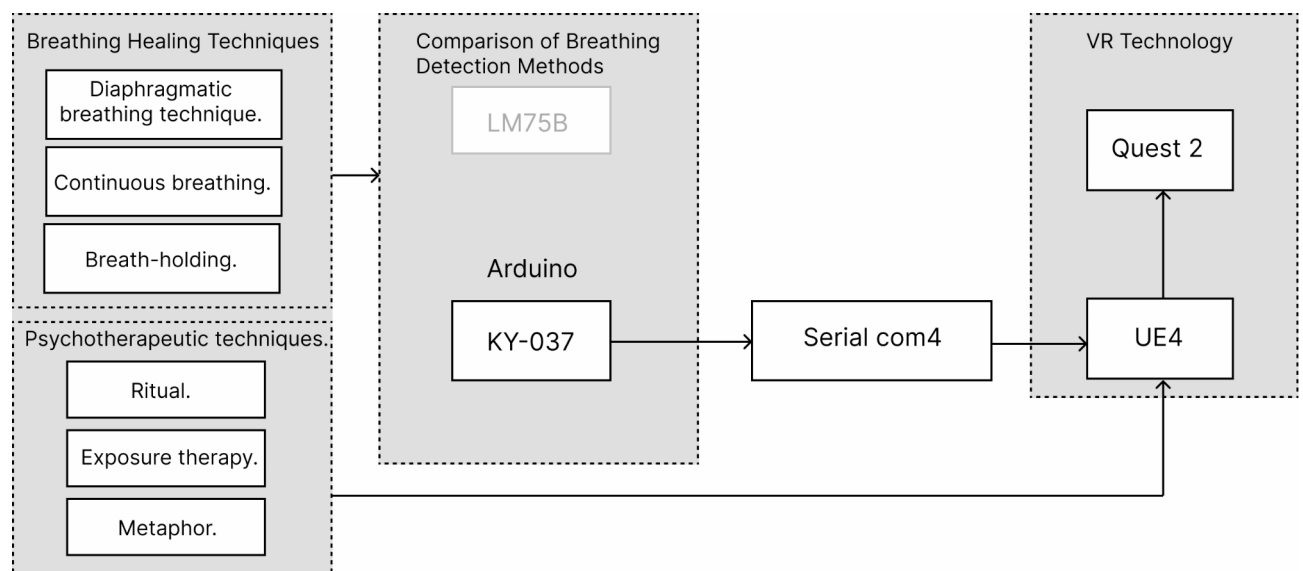 Breathing Healing Techniques
Diaphragmatic
breathing technique.
Continuous breathing.
Breath-holding.
Psychotherapeutic techniques.
Ritual.
Exposure therapy.
Metaphor.
Comparison of Breathing
Detection Methods
LM75B
Arduino
KY-037
Serial com4
VR Technology
Quest 2
UE4